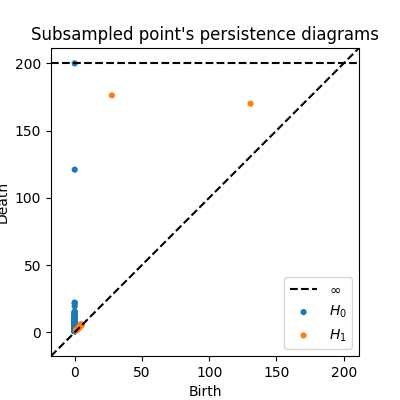 Subsampled point's persistence diagrams
200
150
100
50
0
Death
0 50 100 150 200
Birth
∞
H₀
H₁